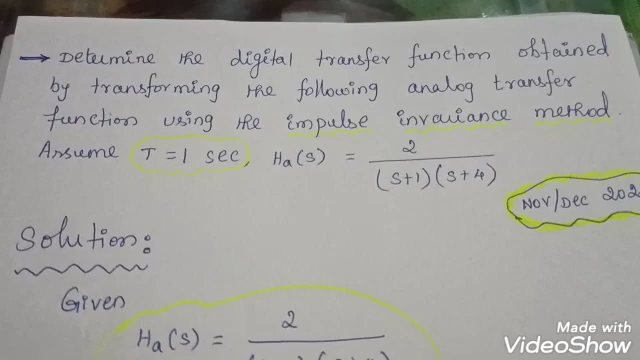 → Determine the digital transfer function obtained
by transforming the following analog transfer
function using the impulse invariance method.
Assume T = 1 sec, Ha(s) = 2 / (s+1)(s+4)
NOV/DEC 202
Solution:
Given
Ha(s) = 2
Made with
VideoShow